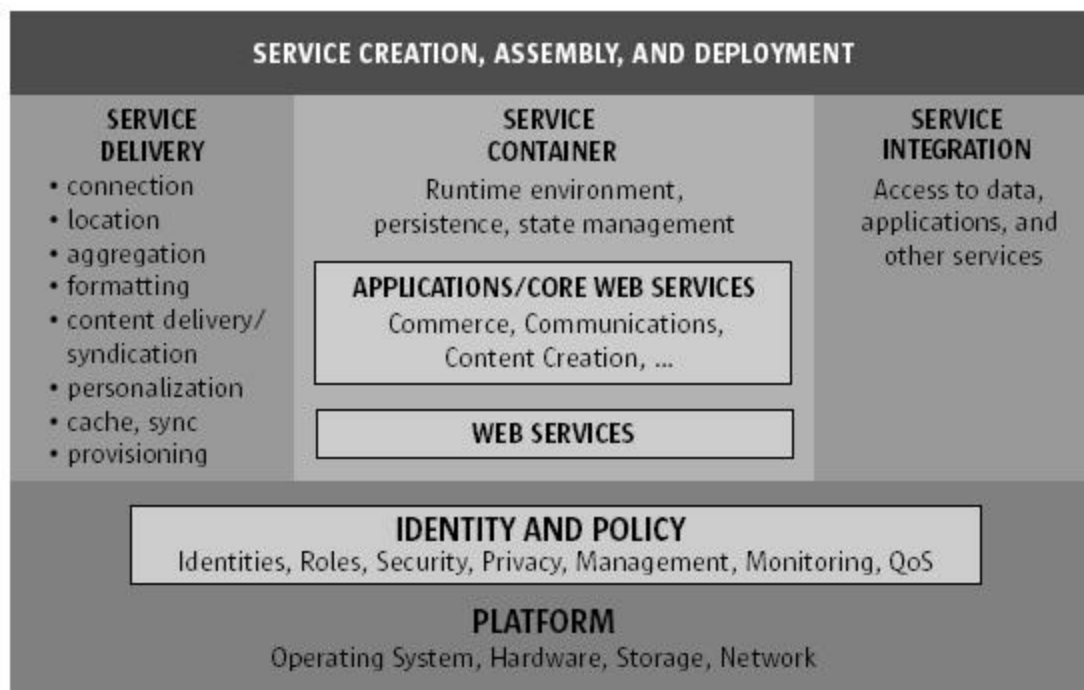 SERVICE CREATION, ASSEMBLY, AND DEPLOYMENT
SERVICE
DELIVERY
• connection
• location
• aggregation
• formatting
• content delivery/
syndication
• personalization
• cache, sync
• provisioning
SERVICE
CONTAINER
Runtime environment,
persistence, state management
APPLICATIONS/CORE WEB SERVICES
Commerce, Communications,
Content Creation, ...
WEB SERVICES
SERVICE
INTEGRATION
Access to data,
applications, and
other services
IDENTITY AND POLICY
Identities, Roles, Security, Privacy, Management, Monitoring, QoS
PLATFORM
Operating System, Hardware, Storage, Network